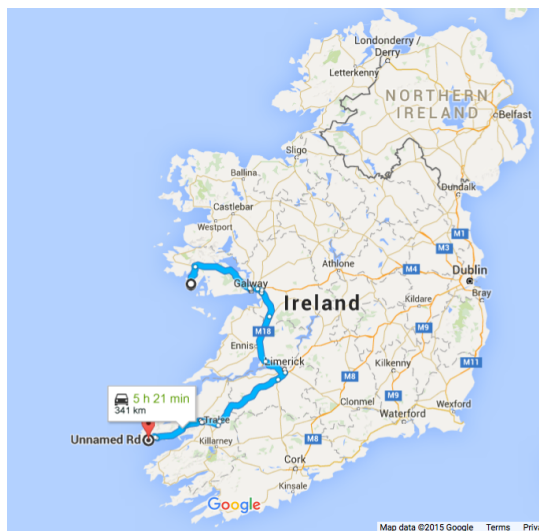 Londonderry /
Derry
Letterkenny
NORTHERN
IRELAND
Belfast
Sligo
Dundalk
Ballina
Castlebar
Westport
M1
M3
Athlone
M4
Dublin
Galway
Bray
Ireland
Kildare
M18
M9
Ennis
M11
Limerick
Kilkenny
5 h 21 min
341 km
M8
Clonmel
Wexford
Waterford
Tralee
Unnamed Rd
Killarney
M8
Cork
Kinsale
Google
Map data ©2015 Google Terms